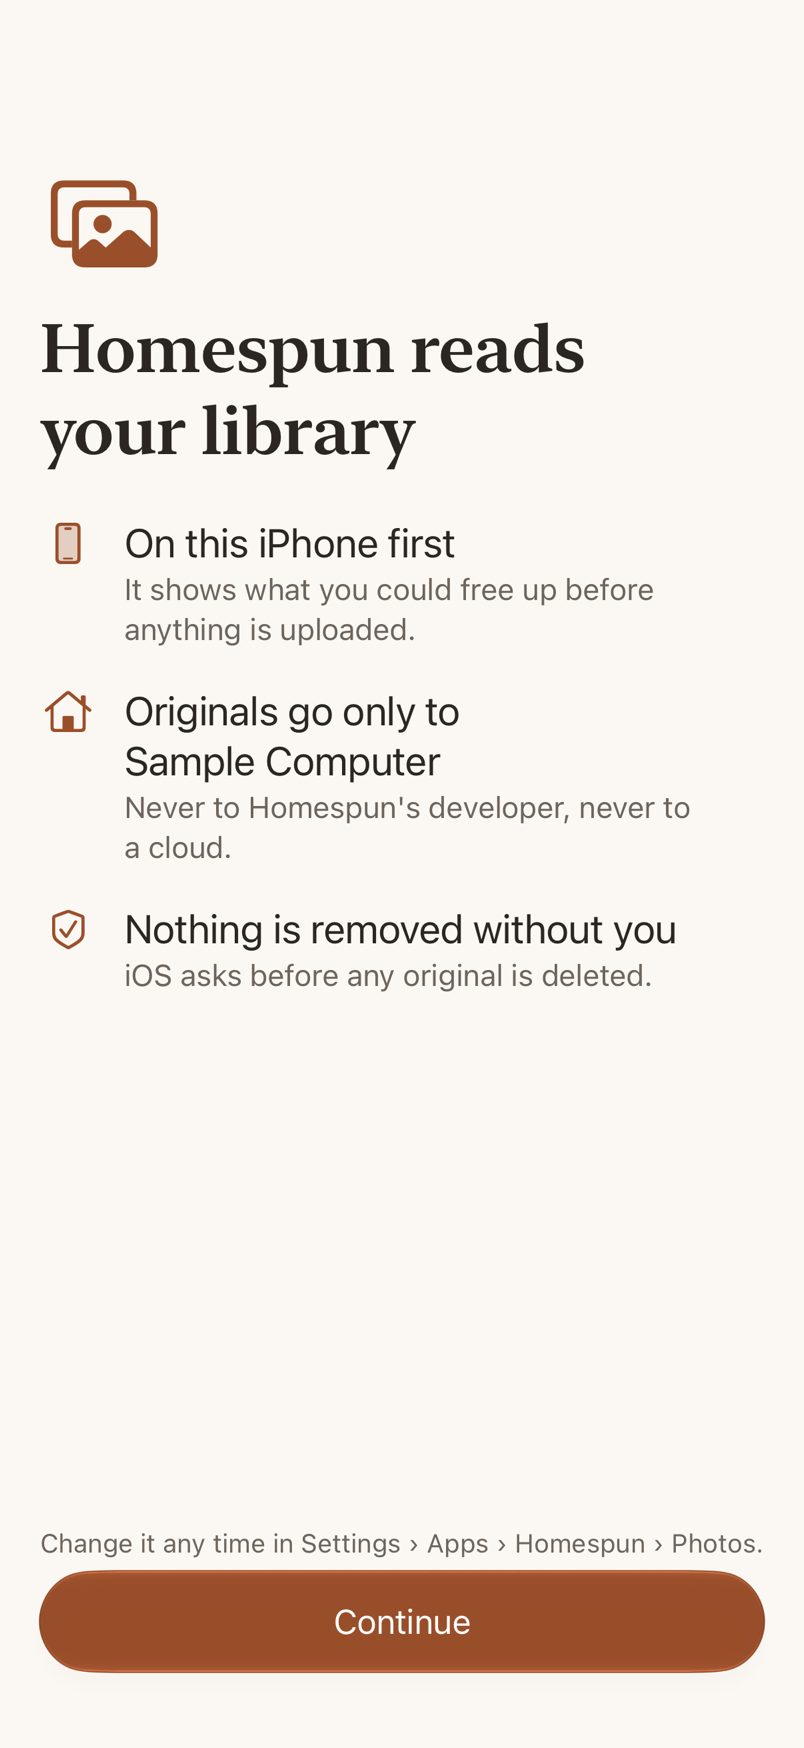 Homespun reads
your library
On this iPhone first
It shows what you could free up before
anything is uploaded.
Originals go only to
Sample Computer
Never to Homespun's developer, never to
a cloud.
Nothing is removed without you
iOS asks before any original is deleted.
Change it any time in Settings › Apps › Homespun › Photos.
Continue